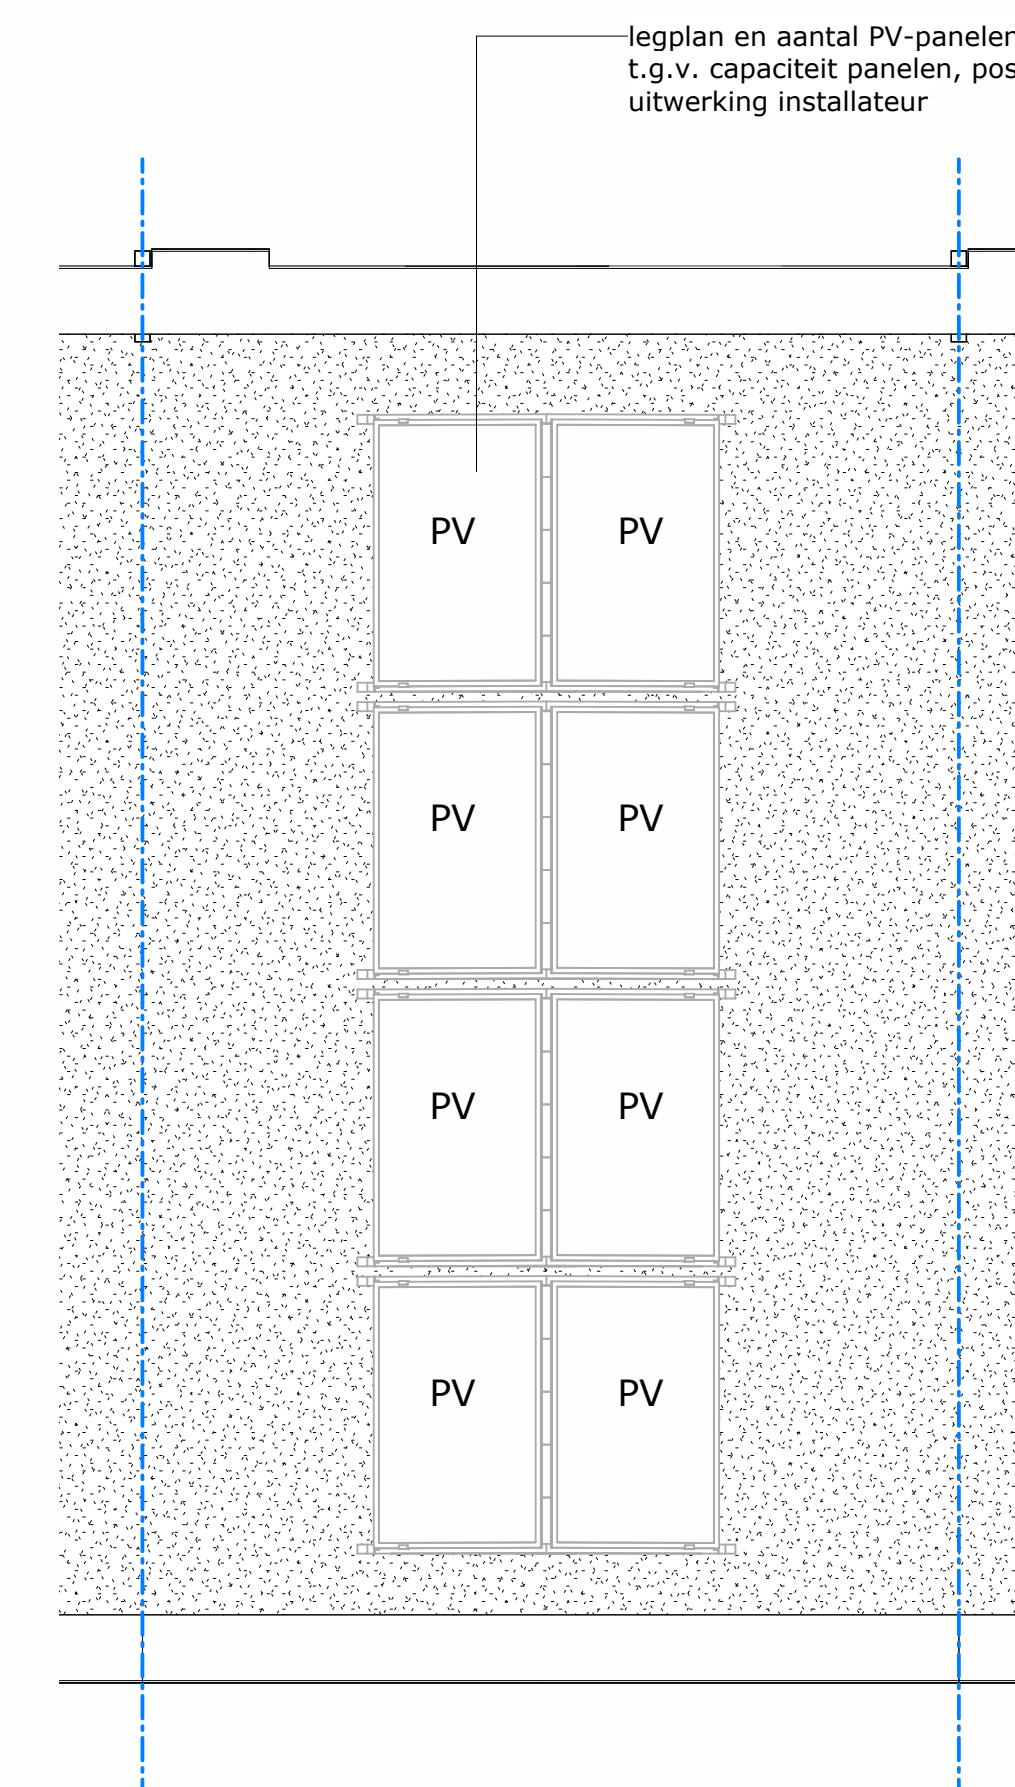 legplan en aantal PV-panelen
t.g.v. capaciteit panelen, pos
uitwerking installateur
PV PV
PV PV
PV PV
PV PV